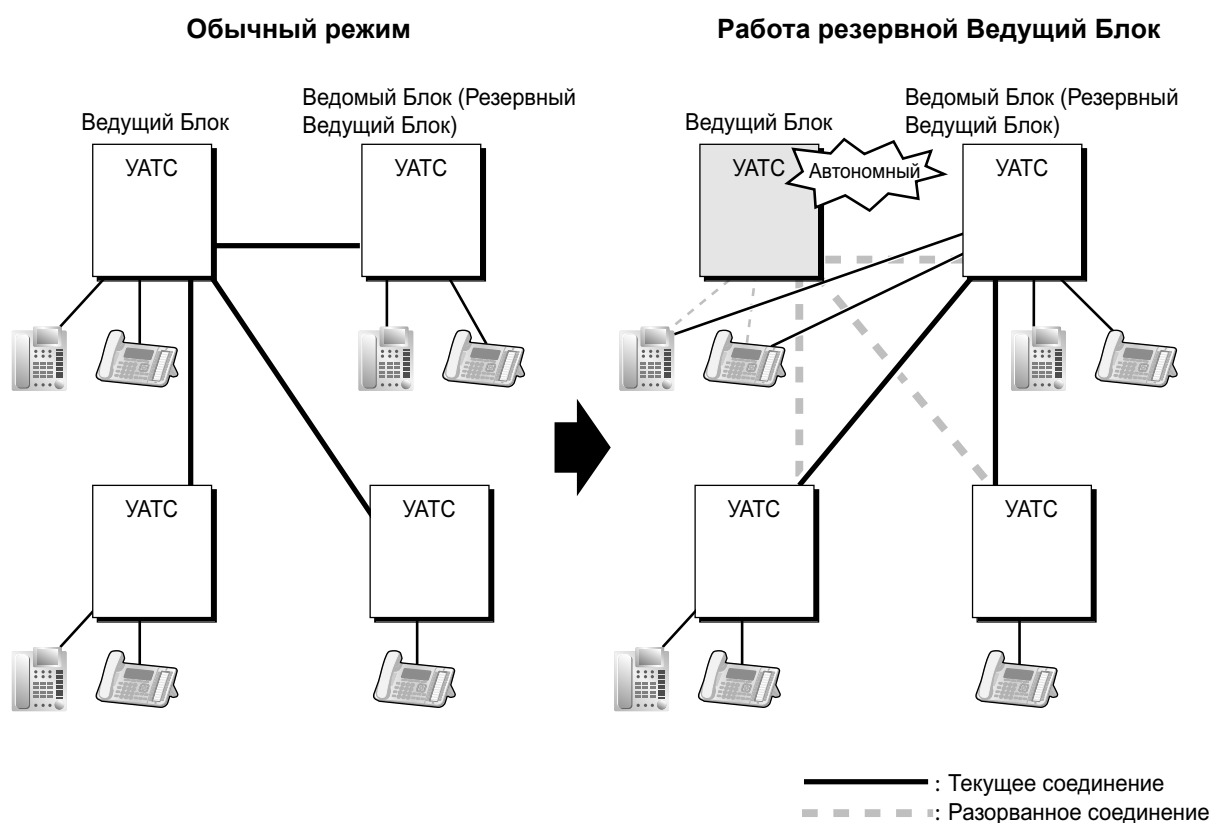 Обычный режим
Ведущий Блок
Ведомый Блок (Резервный
Ведущий Блок)
УАТС
УАТС
УАТС
УАТС
Работа резервной Ведущий Блок
Ведущий Блок
Ведомый Блок (Резервный
Ведущий Блок)
УАТС
Автономный
УАТС
УАТС
УАТС
: Текущее соединение
: Разорванное соединение